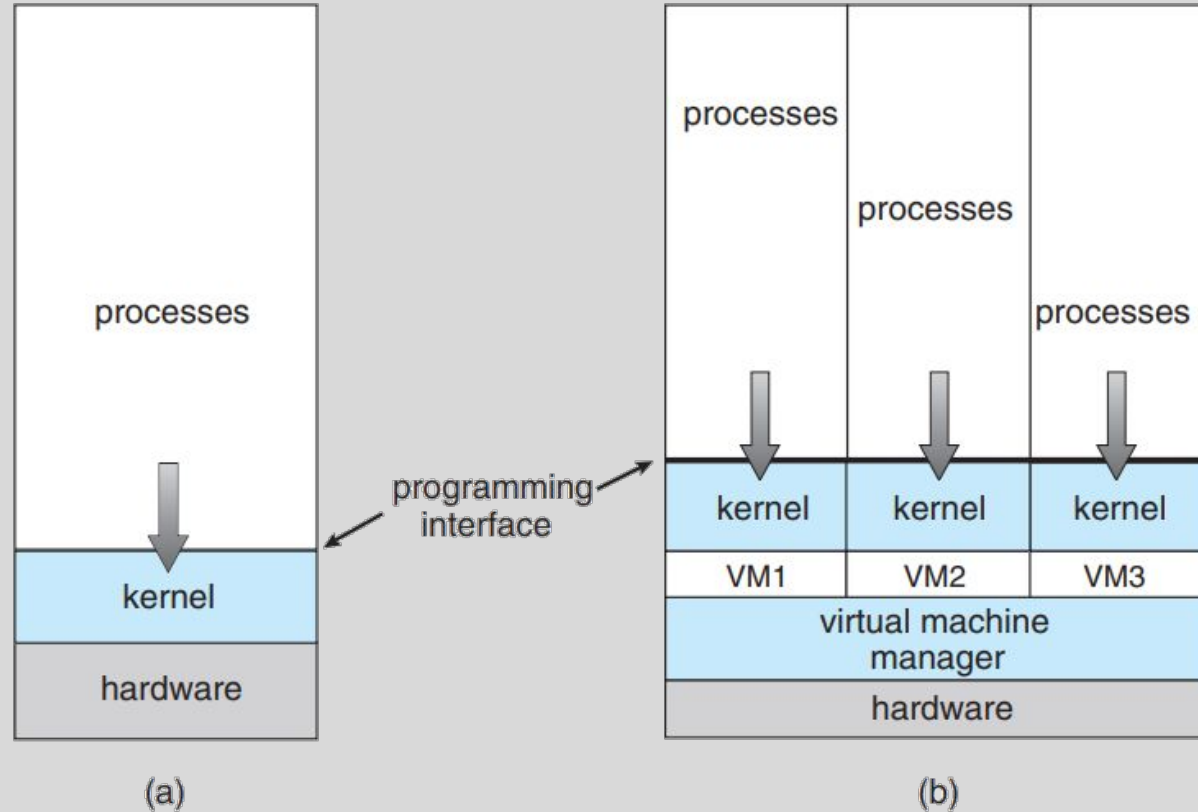 processes
kernel
hardware
(a)
programming
interface
processes
processes
processes
kernel
kernel
kernel
VM1
VM2
VM3
virtual machine
manager
hardware
(b)